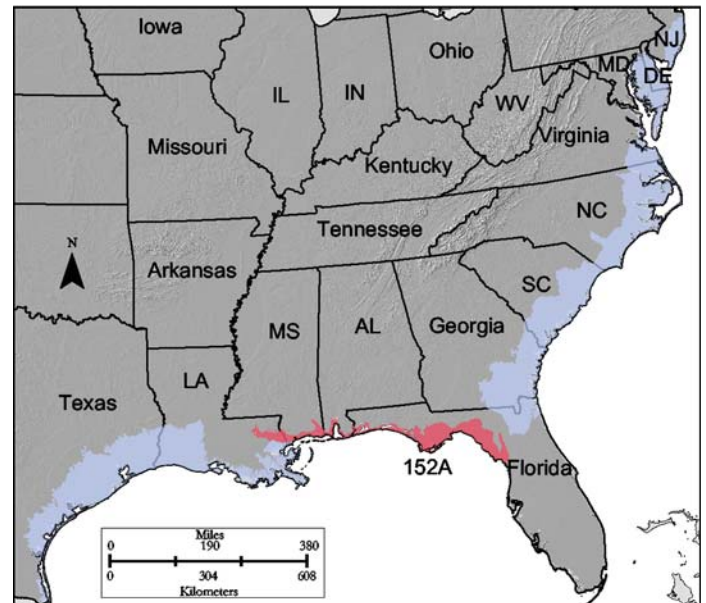 Iowa
Ohio
NJ
MD
DE
IL
IN
WV
Virginia
Missouri
Kentucky
NC
Tennessee
N
Arkansas
SC
MS
AL
Georgia
LA
Texas
152A
Florida
Miles
0 190 380
0 304 608
Kilometers